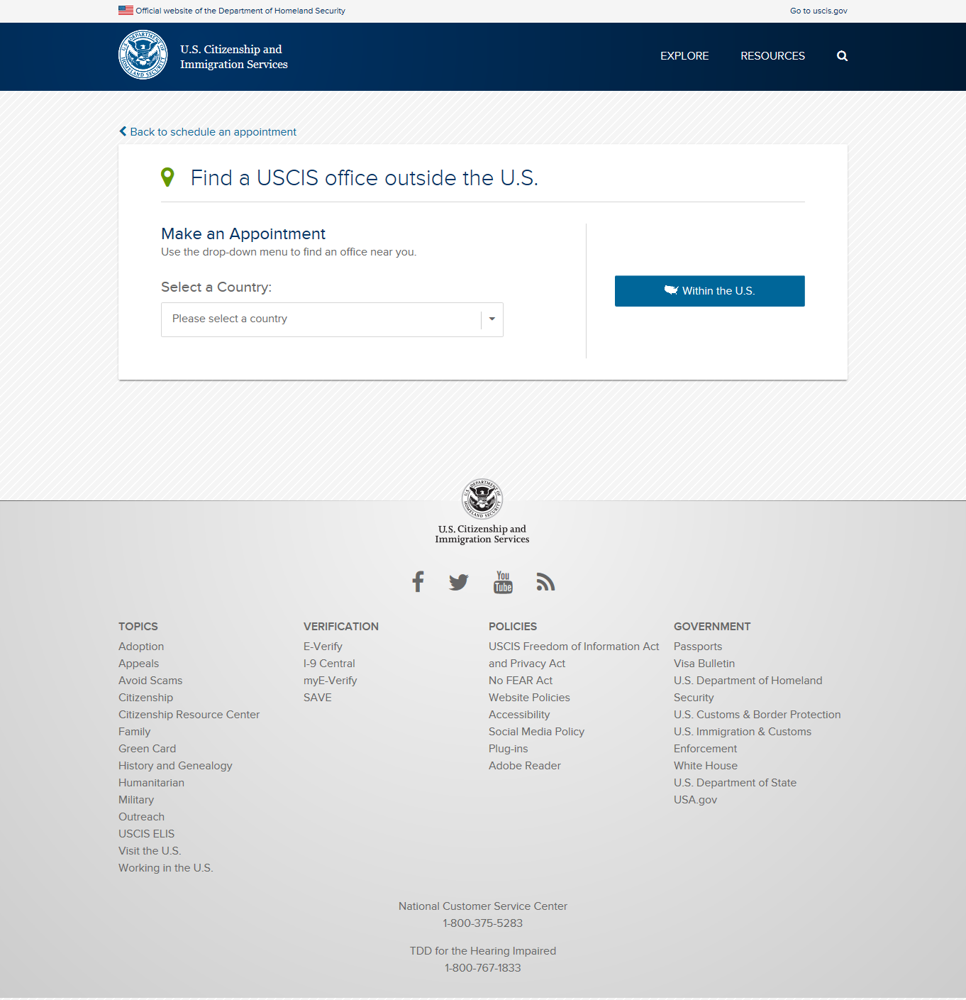 Official website of the Department of Homeland Security
Go to uscis.gov
U.S. Citizenship and
Immigration Services
EXPLORE
RESOURCES
Back to schedule an appointment
Find a USCIS office outside the U.S.
Make an Appointment
Use the drop-down menu to find an office near you.
Select a Country:
Please select a country
Within the U.S.
U.S. DEPARTMENT OF HOMELAND SECURITY
U.S. Citizenship and
Immigration Services
You
Tube
TOPICS
Adoption
Appeals
Avoid Scams
Citizenship
Citizenship Resource Center
Family
Green Card
History and Genealogy
Humanitarian
Military
Outreach
USCIS ELIS
Visit the U.S.
Working in the U.S.
VERIFICATION
E-Verify
I-9 Central
myE-Verify
SAVE
POLICIES
USCIS Freedom of Information Act
and Privacy Act
No FEAR Act
Website Policies
Accessibility
Social Media Policy
Plug-ins
Adobe Reader
GOVERNMENT
Passports
Visa Bulletin
U.S. Department of Homeland
Security
U.S. Customs & Border Protection
U.S. Immigration & Customs
Enforcement
White House
U.S. Department of State
USA.gov
National Customer Service Center
1-800-375-5283
TDD for the Hearing Impaired
1-800-767-1833